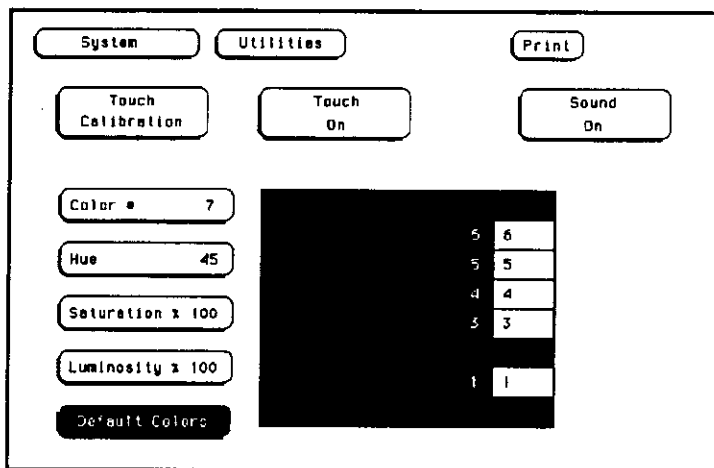 System Utilities Print
Touch
Calibration
Touch
On
Sound
On
Color # 7
Hue 45
Saturation % 100
Luminosity % 100
Default Colors
6 6
5 5
4 4
3 3
1 1